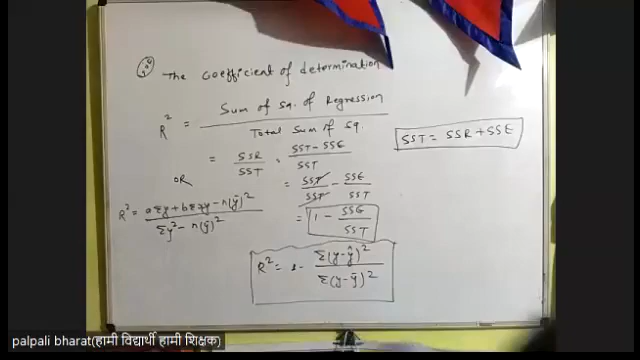 The Coefficient of determination
R² = Sum of Sq. of Regression / Total Sum of Sq.
SST = SSR + SSE
= SSR / SST = SST - SSE / SST
OR
= SST / SST - SSE / SST
R² = aΣy + bΣxy - n(ȳ)² / Σy² - n(ȳ)²
= 1 - SSE / SST
R² = 1 - Σ(y - ŷ)² / Σ(y - ȳ)²
palpali bharat(हामी विद्यार्थी हामी शिक्षक)